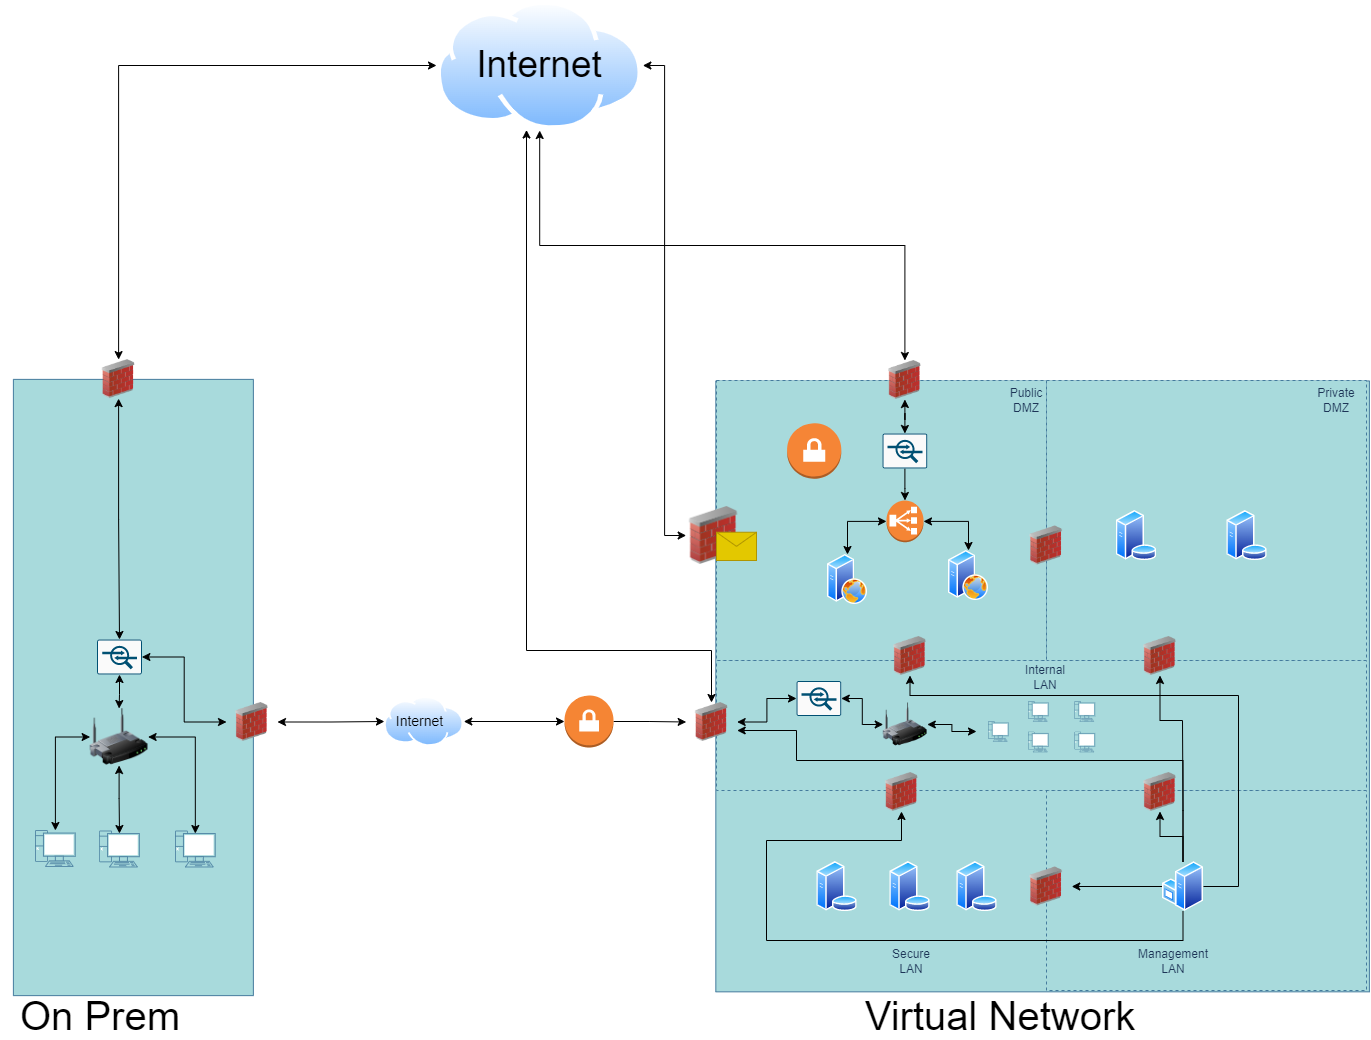 Internet
Public
DMZ
Private
DMZ
Internal
LAN
Internet
Secure
LAN
Management
LAN
On Prem
Virtual Network